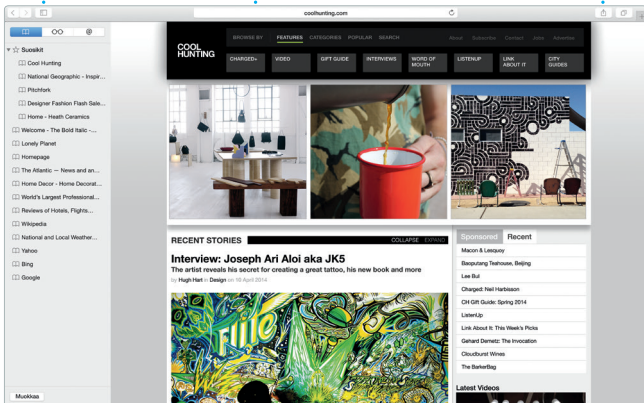 coolhunting.com
@
Suosikit
Cool Hunting
National Geographic - Inspir...
Pitchfork
Designer Fashion Flash Sale...
Home - Heath Ceramics
Welcome - The Bold Italic -...
Lonely Planet
Homepage
The Atlantic — News and an...
Home Decor - Home Decorat...
World's Largest Professional...
Reviews of Hotels, Flights...
Wikipedia
National and Local Weather...
Yahoo
Bing
Google
Muokkaa
COOL
HUNTING
BROWSE BY FEATURES CATEGORIES POPULAR SEARCH
About Subscribe Contact Jobs Advertise
CHARGED+ VIDEO GIFT GUIDE INTERVIEWS WORD OF MOUTH LISTENUP LINK ABOUT IT CITY GUIDES
RECENT STORIES COLLAPSE EXPAND
Interview: Joseph Ari Aloi aka JK5
The artist reveals his secret for creating a great tattoo, his new book and more
by Hugh Hart in Design on 10 April 2014
Sponsored Recent
Macon & Lesquoy
Baoputang Teahouse, Beijing
Lee Bul
Charged: Neil Harbisson
CH Gift Guide: Spring 2014
ListenUp
Link About It: This Week's Picks
Gehard Demetz: The Invocation
Cloudburst Wines
The BarkerBag
Latest Videos